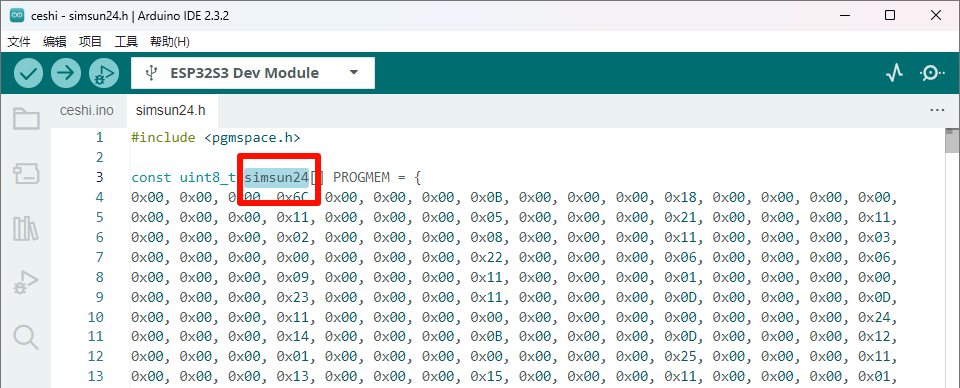 ceshi - simsun24.h | Arduino IDE 2.3.2
文件 编辑 项目 工具 帮助(H)
ESP32S3 Dev Module
ceshi.ino simsun24.h
1 #include <pgmspace.h>
2
3 const uint8_t simsun24[] PROGMEM = {
4 0x00, 0x00, 0x00, 0x6C, 0x00, 0x00, 0x00, 0x0B, 0x00, 0x00, 0x00, 0x18, 0x00, 0x00, 0x00, 0x00,
5 0x00, 0x00, 0x00, 0x11, 0x00, 0x00, 0x00, 0x05, 0x00, 0x00, 0x00, 0x21, 0x00, 0x00, 0x00, 0x11,
6 0x00, 0x00, 0x00, 0x02, 0x00, 0x00, 0x00, 0x08, 0x00, 0x00, 0x00, 0x11, 0x00, 0x00, 0x00, 0x03,
7 0x00, 0x00, 0x00, 0x00, 0x00, 0x00, 0x00, 0x22, 0x00, 0x00, 0x00, 0x06, 0x00, 0x00, 0x00, 0x06,
8 0x00, 0x00, 0x00, 0x09, 0x00, 0x00, 0x00, 0x11, 0x00, 0x00, 0x00, 0x01, 0x00, 0x00, 0x00, 0x00,
9 0x00, 0x00, 0x00, 0x23, 0x00, 0x00, 0x00, 0x11, 0x00, 0x00, 0x00, 0x0D, 0x00, 0x00, 0x00, 0x0D,
10 0x00, 0x00, 0x00, 0x11, 0x00, 0x00, 0x00, 0x00, 0x00, 0x00, 0x00, 0x00, 0x00, 0x00, 0x00, 0x24,
11 0x00, 0x00, 0x00, 0x14, 0x00, 0x00, 0x00, 0x0B, 0x00, 0x00, 0x00, 0x0D, 0x00, 0x00, 0x00, 0x12,
12 0x00, 0x00, 0x00, 0x01, 0x00, 0x00, 0x00, 0x00, 0x00, 0x00, 0x00, 0x25, 0x00, 0x00, 0x00, 0x11,
13 0x00, 0x00, 0x00, 0x13, 0x00, 0x00, 0x00, 0x15, 0x00, 0x00, 0x00, 0x11, 0x00, 0x00, 0x00, 0x01,